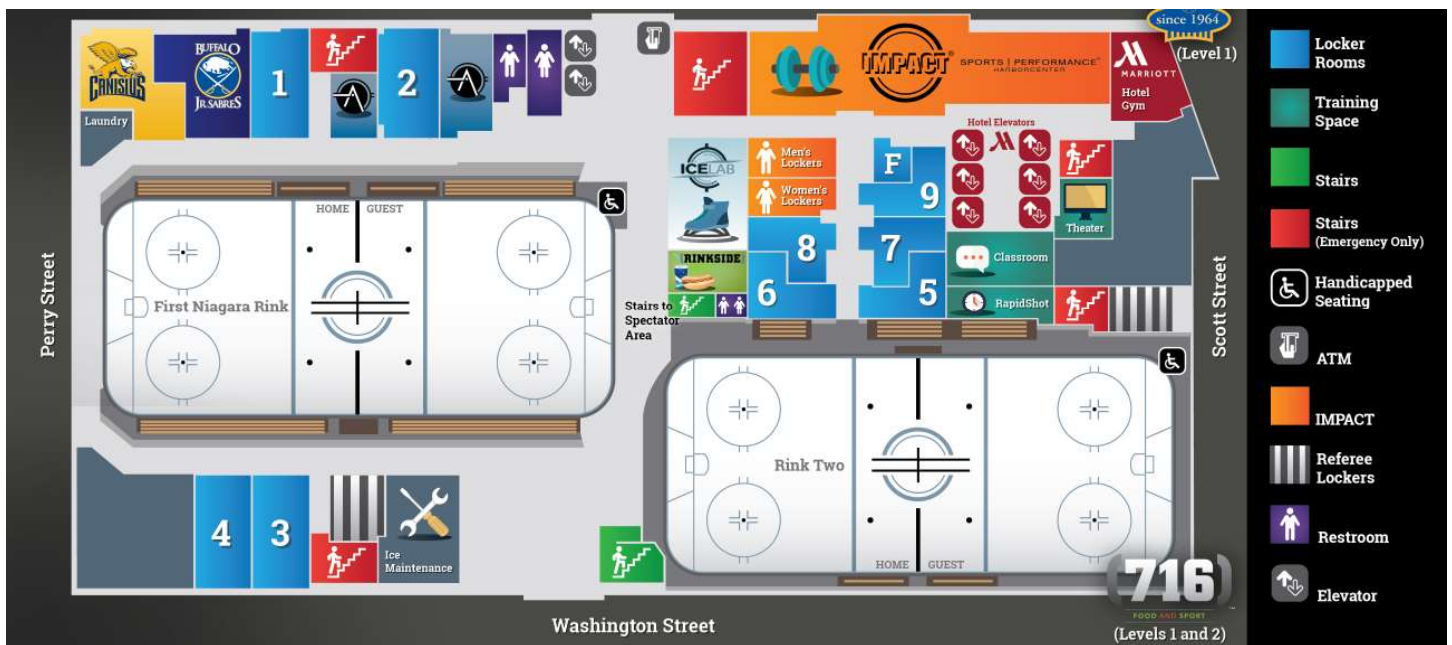 since 1964
(Level 1)
CANISIUS
Laundry
BUFFALO
JR. SABRES
1
2
IMPACT
SPORTS | PERFORMANCE
HARBORCENTER
MARRIOTT
Hotel
Gym
Hotel Elevators
ICELAB
Men's
Lockers
Women's
Lockers
F
9
8
7
6
5
Theater
Classroom
RapidShot
RINKSIDE
Stairs to
Spectator
Area
HOME
GUEST
First Niagara Rink
Perry Street
Scott Street
Rink Two
HOME
GUEST
4
3
Ice
Maintenance
Washington Street
716
FOOD AND SPORT
(Levels 1 and 2)
Locker
Rooms
Training
Space
Stairs
Stairs
(Emergency Only)
Handicapped
Seating
ATM
IMPACT
Referee
Lockers
Restroom
Elevator